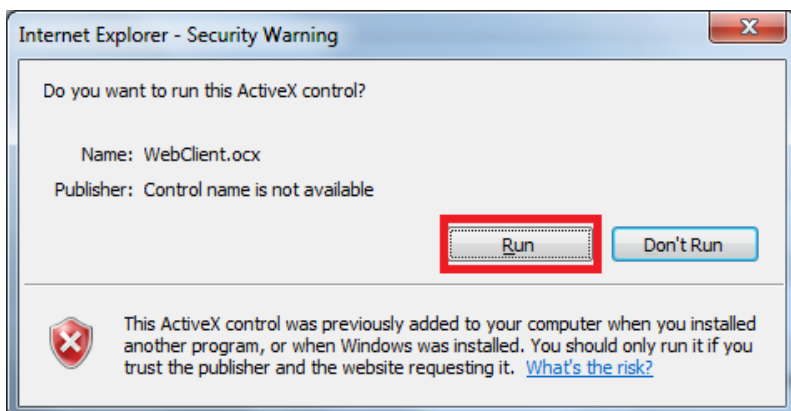 Internet Explorer - Security Warning
Do you want to run this ActiveX control?
Name: WebClient.ocx
Publisher: Control name is not available
Run Don't Run
This ActiveX control was previously added to your computer when you installed
another program, or when Windows was installed. You should only run it if you
trust the publisher and the website requesting it. What's the risk?